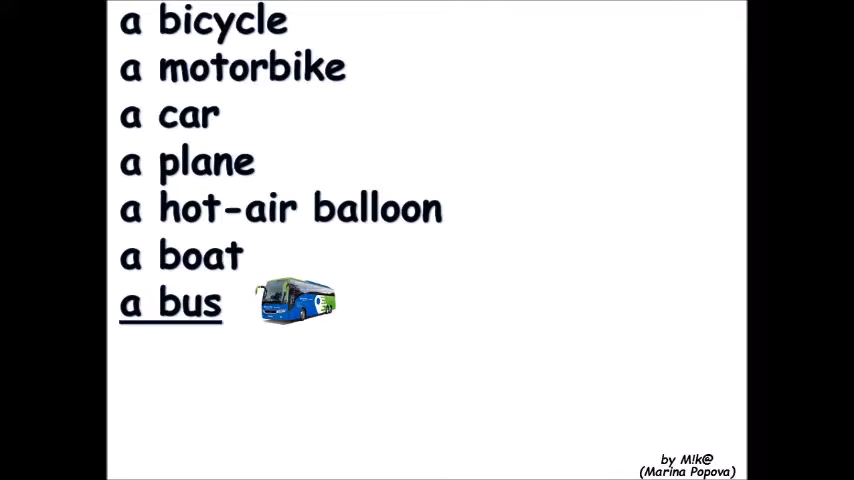 a bicycle
a motorbike
a car
a plane
a hot-air balloon
a boat
a bus
by M!k@
(Marina Popova)